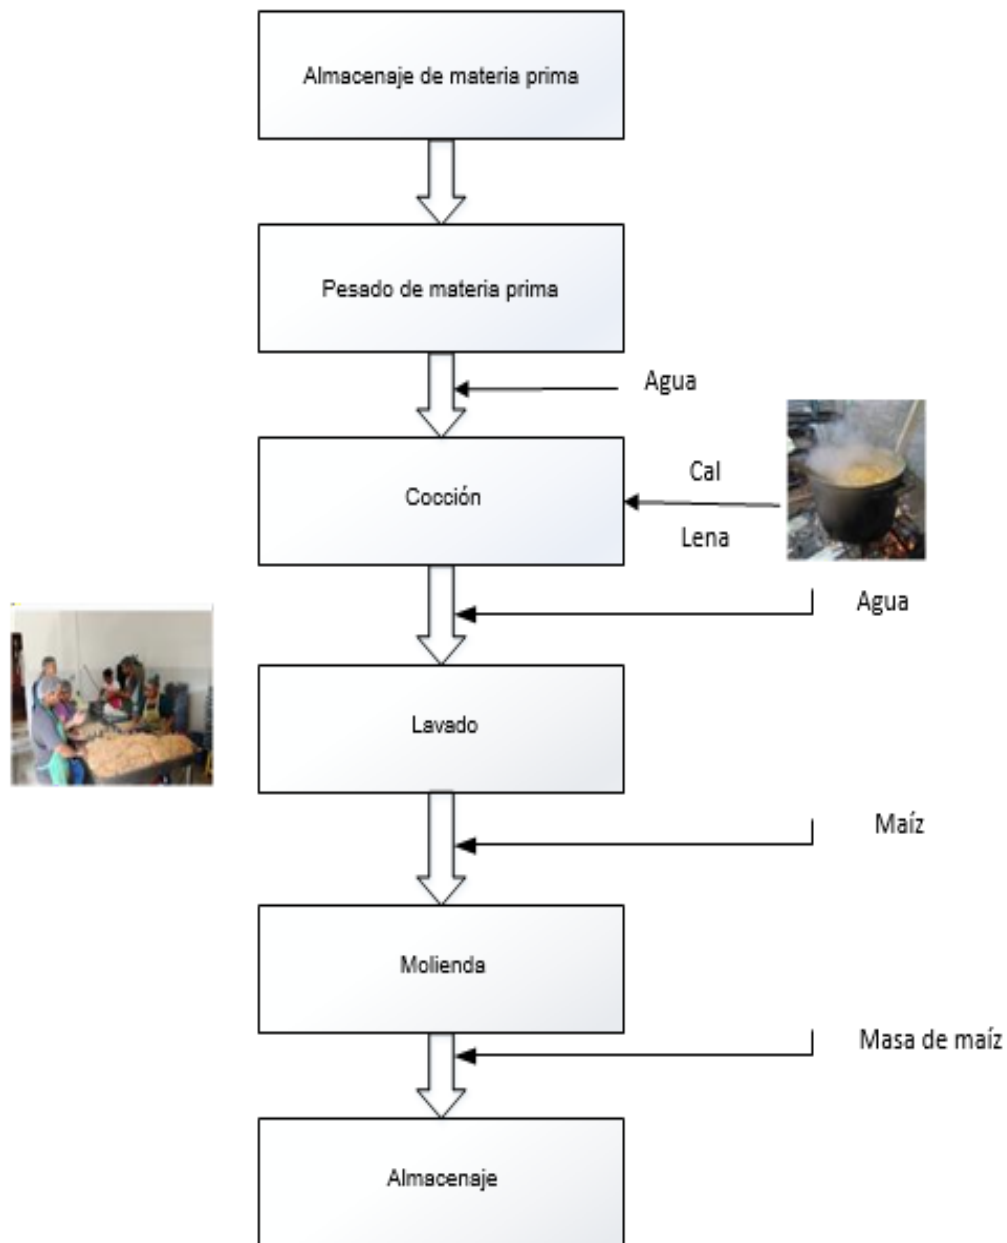 Almacenaje de materia prima
Pesado de materia prima
Agua
Cocción
Cal
Lena
Agua
Lavado
Maíz
Molienda
Masa de maíz
Almacenaje